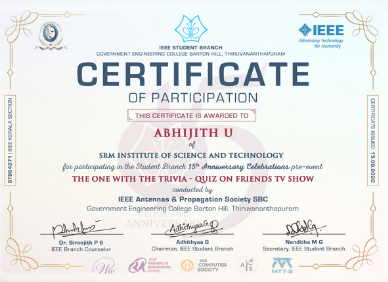 IEEE STUDENT BRANCH
GOVERNMENT ENGINEERING COLLEGE BARTON HILL, THIRUVANANTHAPURAM
IEEE
Advancing Technology
for Humanity
CERTIFICATE
OF PARTICIPATION
THIS CERTIFICATE IS AWARDED TO
ABHIJITH U
of
SRM INSTITUTE OF SCIENCE AND TECHNOLOGY
for participating in the Student Branch 15th Anniversary Celebrations pre-event
THE ONE WITH THE TRIVIA - QUIZ ON FRIENDS TV SHOW
conducted by
IEEE Antennas & Propagation Society SBC
Government Engineering College Barton Hill, Thiruvananthapuram
ANNIVERSARY
STB64271 IEEE KERALA SECTION
CERTIFICATE ISSUED: 15.08.2020
Dr. Sreejith P S
IEEE Branch Counselor
Adhithyaa G
Chairman, IEEE Student Branch
Nanditha M G
Secretary, IEEE Student Branch
IEEE
COMPUTER
SOCIETY
MTT-S